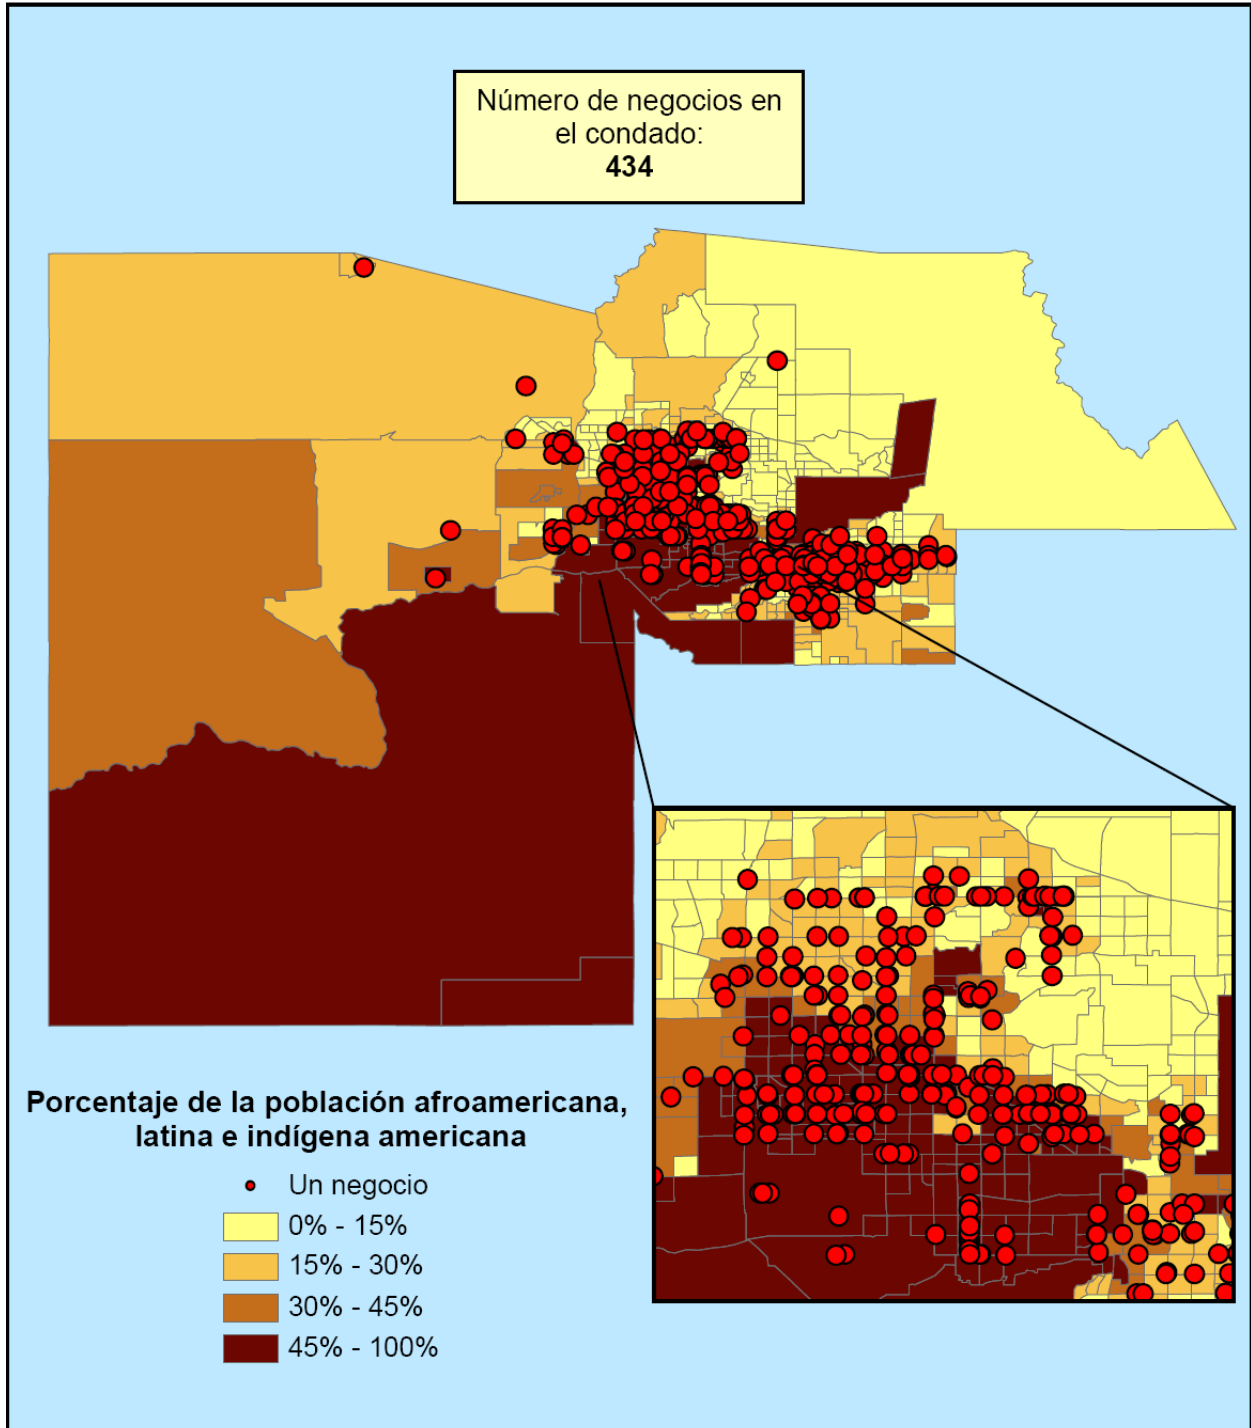 Número de negocios en
el condado:
434
Porcentaje de la población afroamericana,
latina e indígena americana
Un negocio
0% - 15%
15% - 30%
30% - 45%
45% - 100%